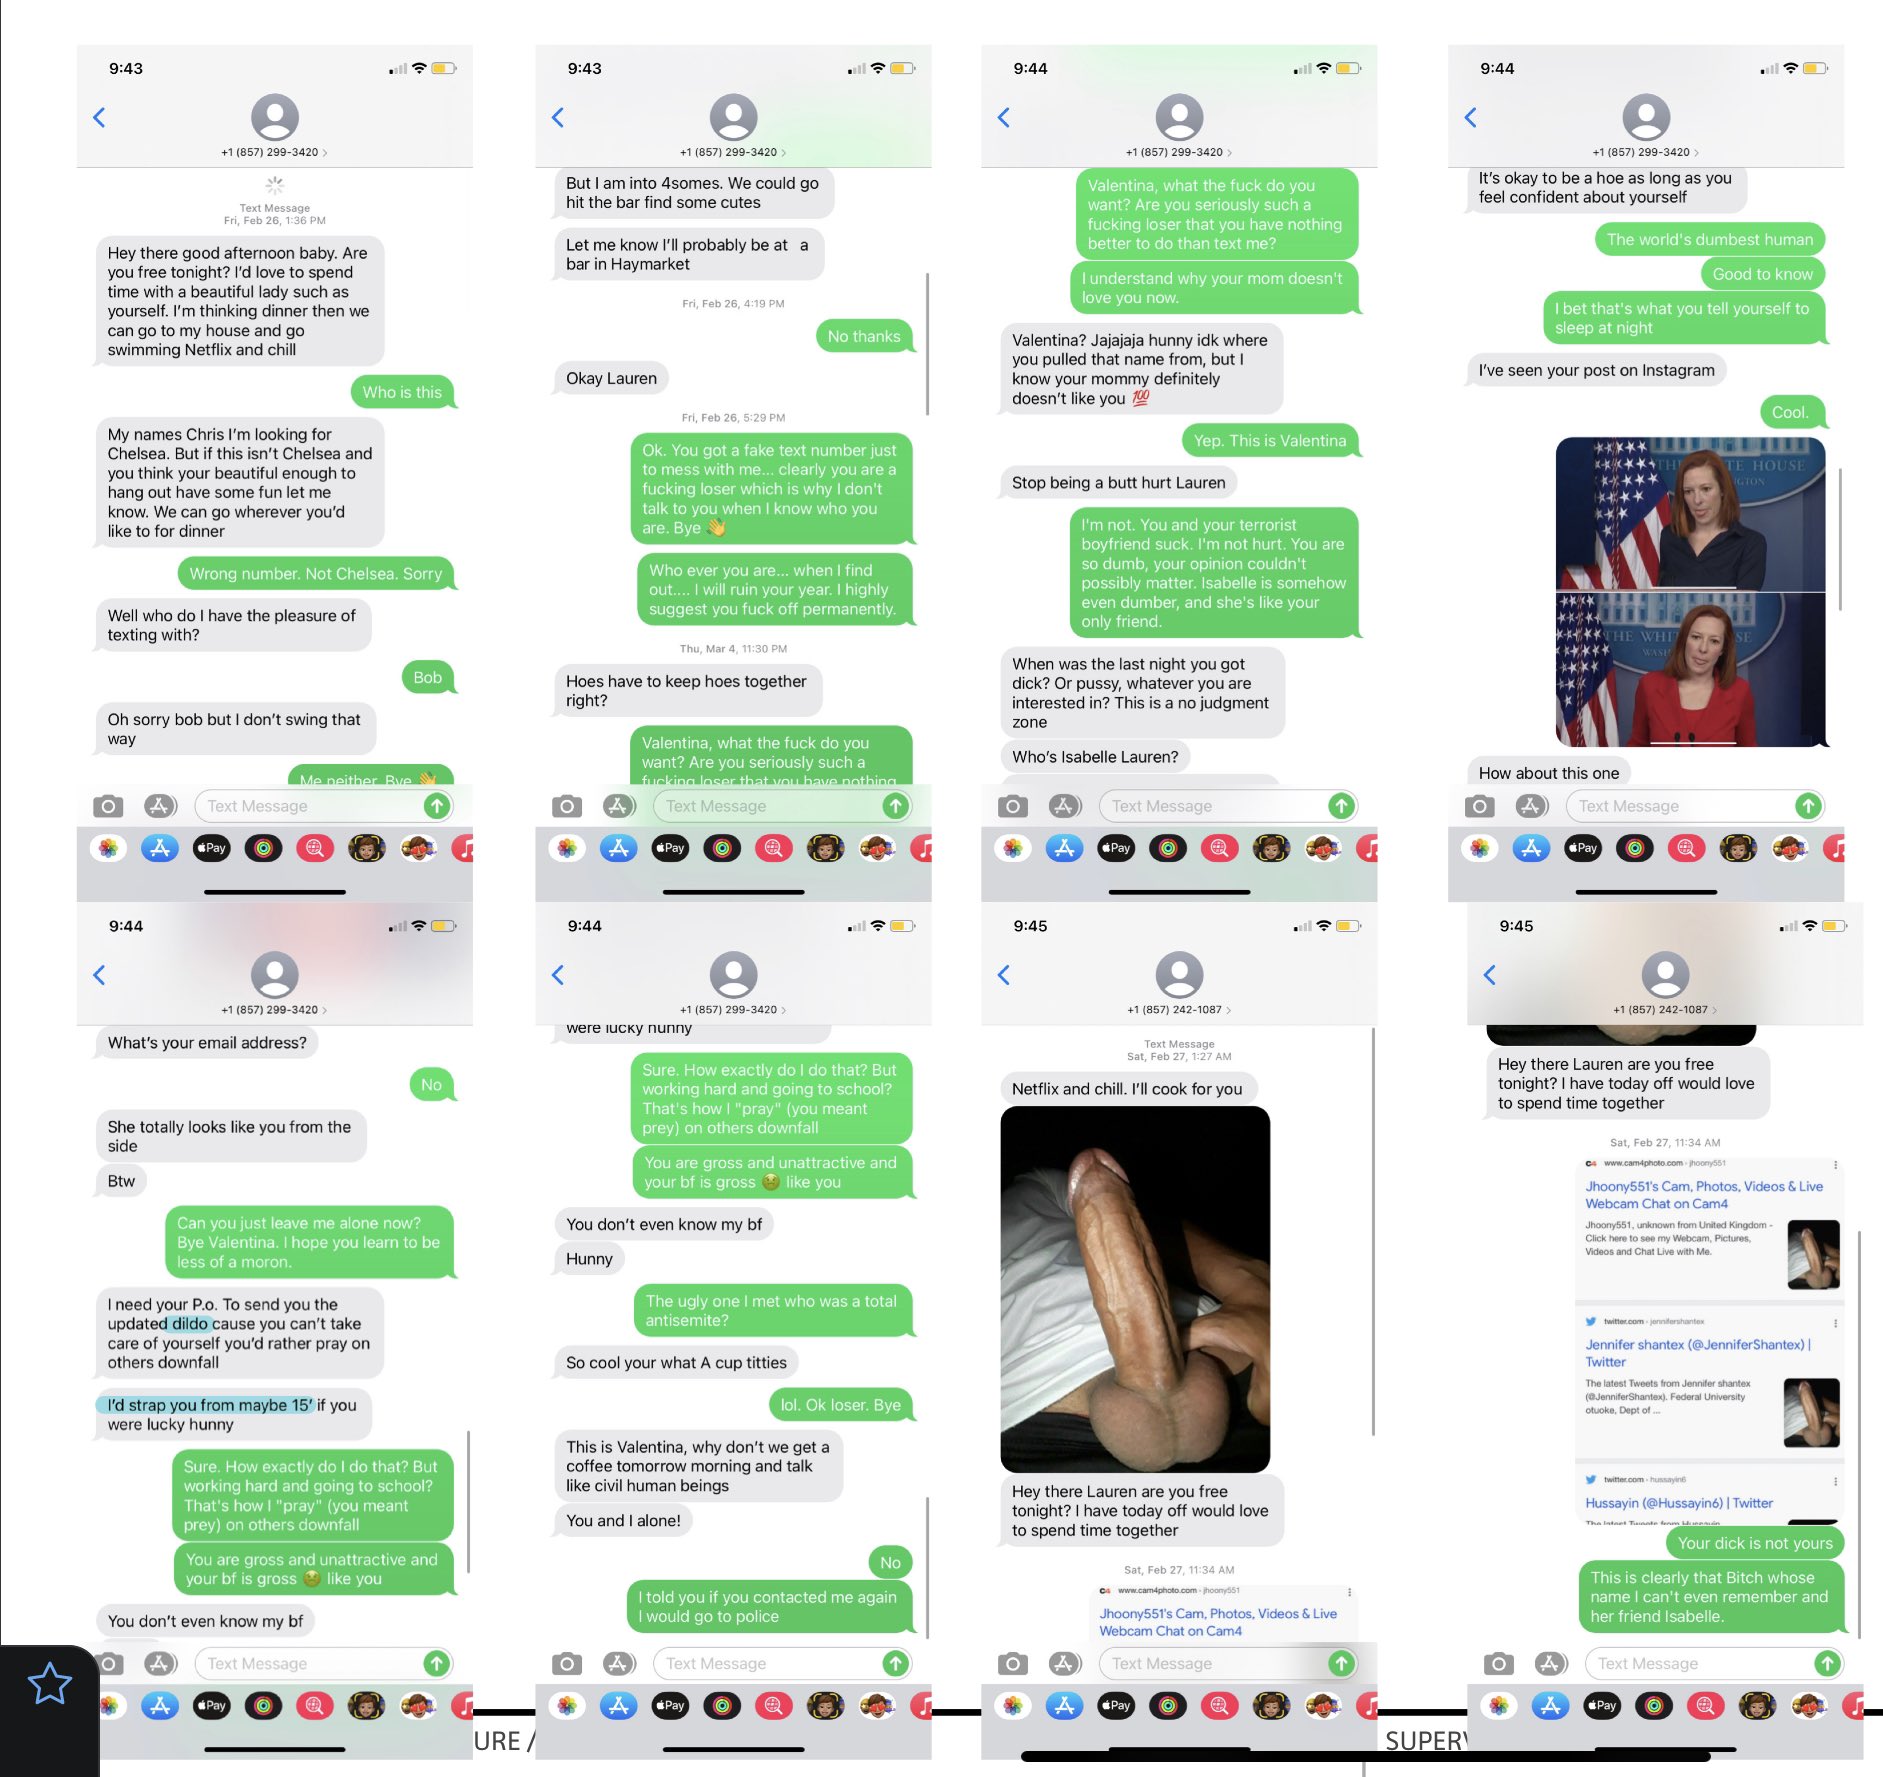 9:43
+1 (857) 299-3420
Text Message
Fri, Feb 26, 1:36 PM
Hey there good afternoon baby. Are
you free tonight? I'd love to spend
time with a beautiful lady such as
yourself. I'm thinking dinner then we
can go to my house and go
swimming Netflix and chill
Who is this
My names Chris I'm looking for
Chelsea. But if this isn't Chelsea and
you think your beautiful enough to
hang out have some fun let me
know. We can go wherever you'd
like to for dinner
Wrong number. Not Chelsea. Sorry
Well who do I have the pleasure of
texting with?
Bob
Oh sorry bob but I don't swing that
way
Me neither. Bye 👋
Text Message
Pay
9:43
+1 (857) 299-3420
But I am into 4somes. We could go
hit the bar find some cutes
Let me know I'll probably be at a
bar in Haymarket
Fri, Feb 26, 4:19 PM
No thanks
Okay Lauren
Fri, Feb 26, 5:29 PM
Ok. You got a fake text number just
to mess with me... clearly you are a
fucking loser which is why I don't
talk to you when I know who you
are. Bye 👋
Who ever you are... when I find
out.... I will ruin your year. I highly
suggest you fuck off permanently.
Thu, Mar 4, 11:30 PM
Hoes have to keep hoes together
right?
Valentina, what the fuck do you
want? Are you seriously such a
fucking loser that you have nothing
Text Message
Pay
9:44
+1 (857) 299-3420
Valentina, what the fuck do you
want? Are you seriously such a
fucking loser that you have nothing
better to do than text me?
I understand why your mom doesn't
love you now.
Valentina? Jajajaja hunny idk where
you pulled that name from, but I
know your mommy definitely
doesn't like you 💯
Yep. This is Valentina
Stop being a butt hurt Lauren
I'm not. You and your terrorist
boyfriend suck. I'm not hurt. You are
so dumb, your opinion couldn't
possibly matter. Isabelle is somehow
even dumber, and she's like your
only friend.
When was the last night you got
dick? Or pussy, whatever you are
interested in? This is a no judgment
zone
Who's Isabelle Lauren?
Text Message
Pay
9:44
+1 (857) 299-3420
It's okay to be a hoe as long as you
feel confident about yourself
The world's dumbest human
Good to know
I bet that's what you tell yourself to
sleep at night
I've seen your post on Instagram
Cool.
THE WHITE HOUSE
How about this one
Text Message
Pay
9:44
+1 (857) 299-3420
What's your email address?
No
She totally looks like you from the
side
Btw
Can you just leave me alone now?
Bye Valentina. I hope you learn to be
less of a moron.
I need your P.o. To send you the
updated dildo cause you can't take
care of yourself you'd rather pray on
others downfall
I'd strap you from maybe 15' if you
were lucky hunny
Sure. How exactly do I do that? But
working hard and going to school?
That's how I "pray" (you meant
prey) on others downfall
You are gross and unattractive and
your bf is gross 🤢 like you
You don't even know my bf
Text Message
Pay
9:44
+1 (857) 299-3420
were lucky hunny
Sure. How exactly do I do that? But
working hard and going to school?
That's how I "pray" (you meant
prey) on others downfall
You are gross and unattractive and
your bf is gross 🤢 like you
You don't even know my bf
Hunny
The ugly one I met who was a total
antisemite?
So cool your what A cup titties
lol. Ok loser. Bye
This is Valentina, why don't we get a
coffee tomorrow morning and talk
like civil human beings
You and I alone!
No
I told you if you contacted me again
I would go to police
Text Message
Pay
9:45
+1 (857) 242-1087
Text Message
Sat, Feb 27, 1:27 AM
Netflix and chill. I'll cook for you
Hey there Lauren are you free
tonight? I have today off would love
to spend time together
Sat, Feb 27, 11:34 AM
C4 www.cam4photo.com › jhoony551
Jhoony551's Cam, Photos, Videos & Live
Webcam Chat on Cam4
Text Message
Pay
9:45
+1 (857) 242-1087
Hey there Lauren are you free
tonight? I have today off would love
to spend time together
Sat, Feb 27, 11:34 AM
C4 www.cam4photo.com › jhoony551
Jhoony551's Cam, Photos, Videos & Live
Webcam Chat on Cam4
Jhoony551, unknown from United Kingdom -
Click here to see my Webcam, Pictures,
Videos and Chat Live with Me.
twitter.com › jennifershantex
Jennifer shantex (@JenniferShantex) |
Twitter
The latest Tweets from Jennifer shantex
(@JenniferShantex). Federal University
otuoke, Dept of ...
twitter.com › hussayin6
Hussayin (@Hussayin6) | Twitter
The latest Tweets from Hussayin
Your dick is not yours
This is clearly that Bitch whose
name I can't even remember and
her friend Isabelle.
Text Message
Pay
URE /
SUPERV